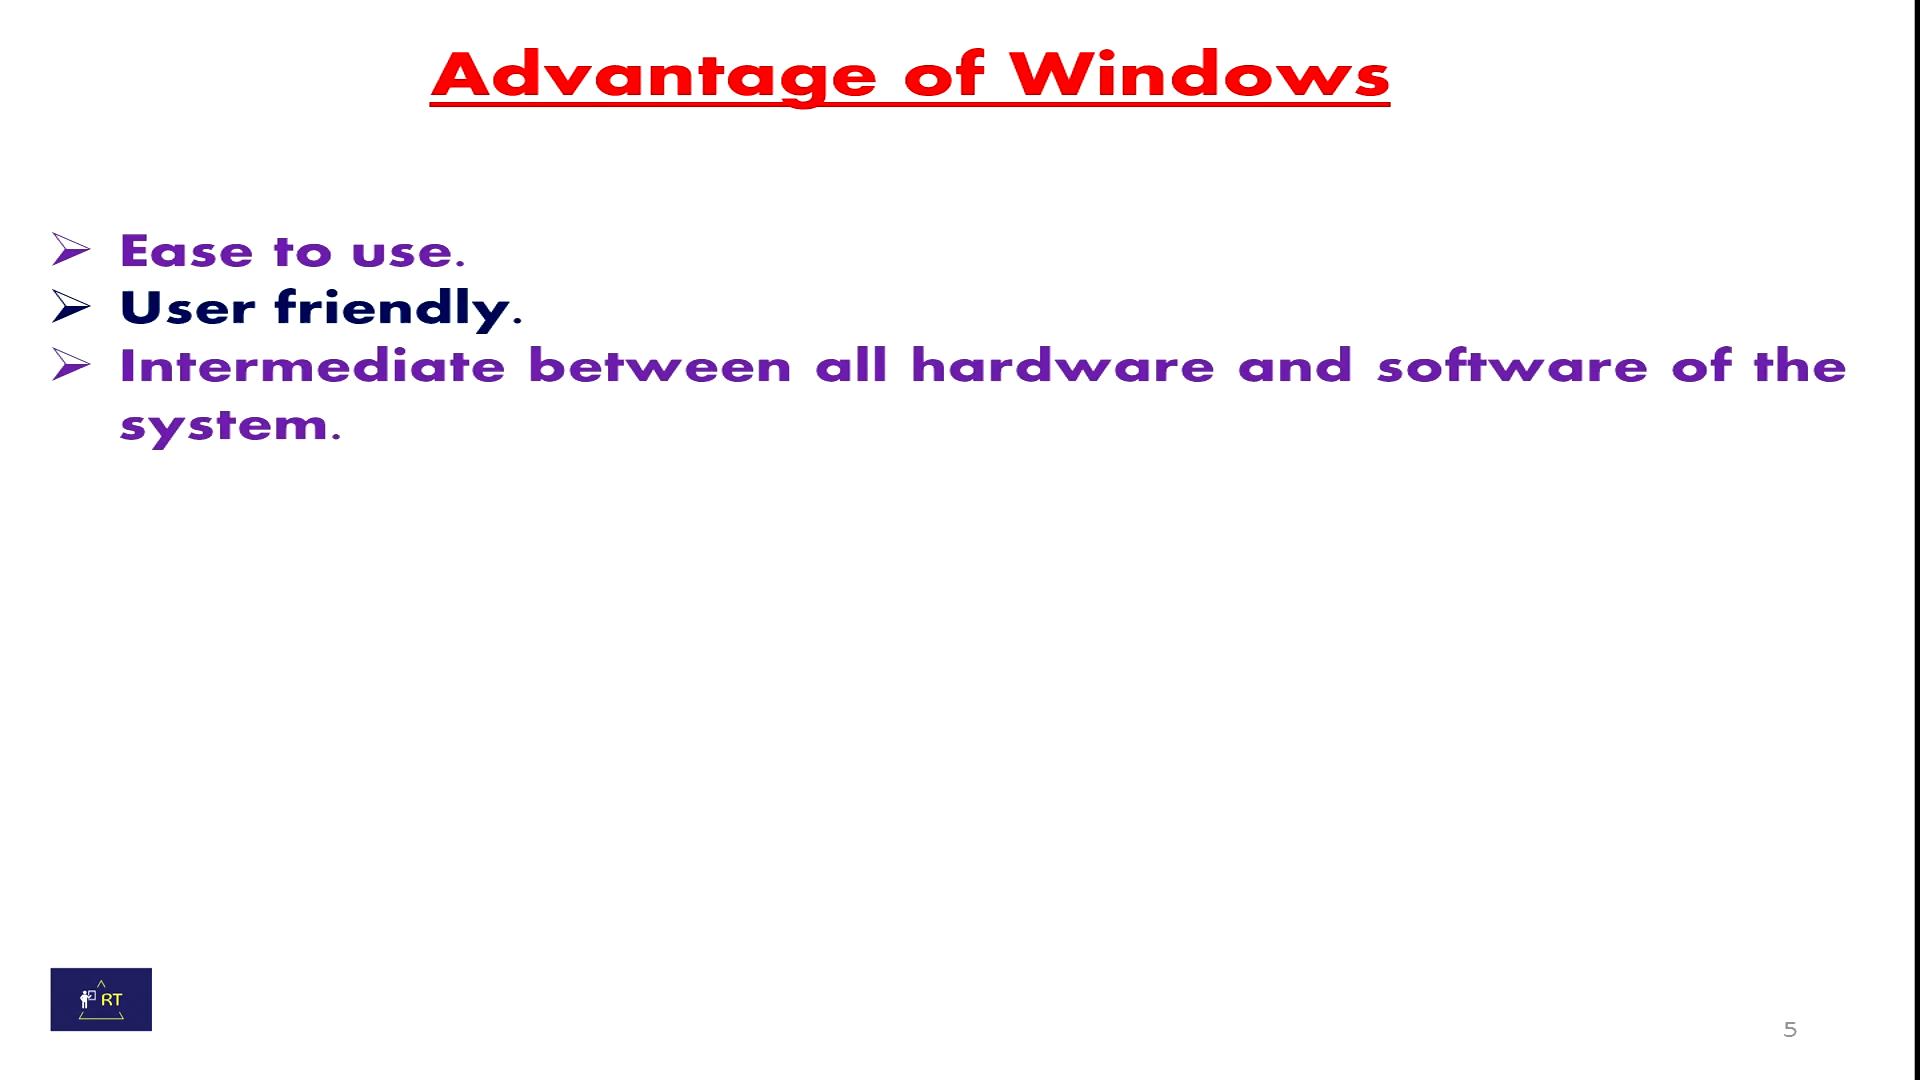 Advantage of Windows
➢ Ease to use.
➢ User friendly.
➢ Intermediate between all hardware and software of the
system.
RT
5